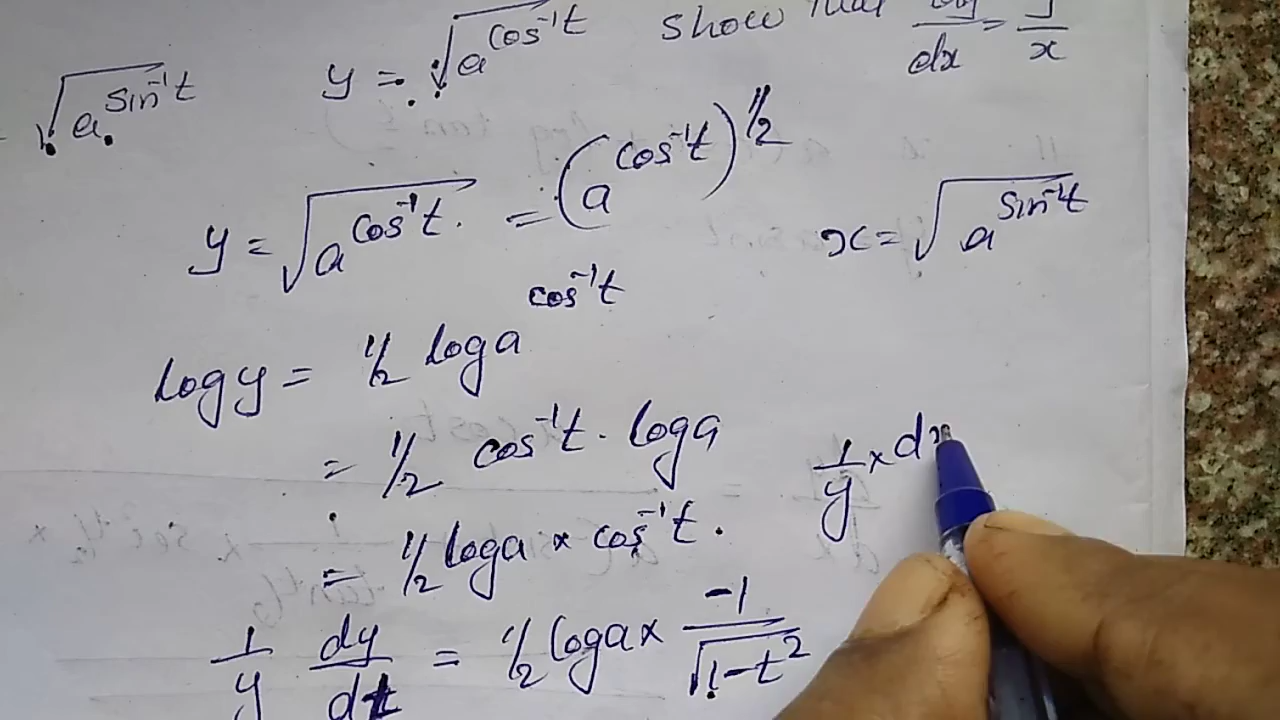 √a^sin⁻¹t y = √a^cos⁻¹t show that dy/dx = y/x
y = √a^cos⁻¹t. = (a^cos⁻¹t)^1/2 x = √a^sin⁻¹t
log y = 1/2 log a^cos⁻¹t
= 1/2 cos⁻¹t . log a
= 1/2 log a × cos⁻¹t.
1/y × dx
1/y dy/dt = 1/2 log a × -1/√1-t²